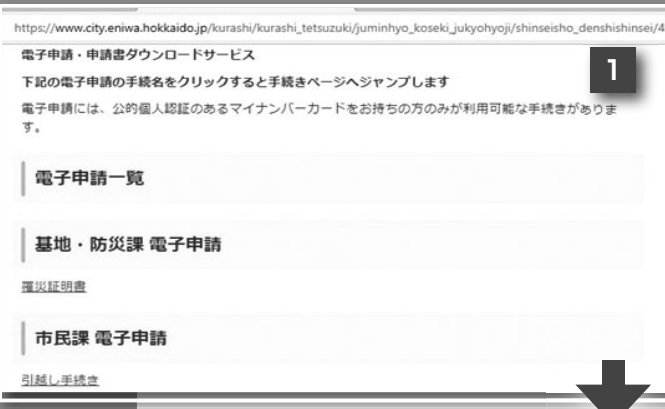 https://www.city.eniwa.hokkaido.jp/kurashi/kurashi_tetsuzuki/juminhyo_koseki_jukyohyoji/shinseisho_denshishinsei/4
電子申請・申請書ダウンロードサービス
1
下記の電子申請の手続名をクリックすると手続きページへジャンプします
電子申請には、公的個人認証のあるマイナンバーカードをお持ちの方のみが利用可能な手続きがありま
す。
電子申請一覧
基地・防災課 電子申請
罹災証明書
市民課 電子申請
引越し手続き